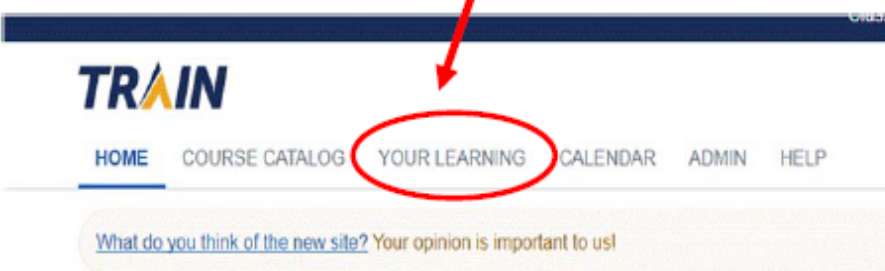 TRAIN
HOME COURSE CATALOG YOUR LEARNING CALENDAR ADMIN HELP
What do you think of the new site? Your opinion is important to us!